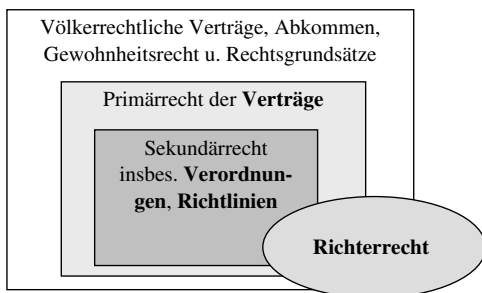 Völkerrechtliche Verträge, Abkommen,
Gewohnheitsrecht u. Rechtsgrundsätze
Primärrecht der Verträge
Sekundärrecht
insbes. Verordnun-
gen, Richtlinien
Richterrecht